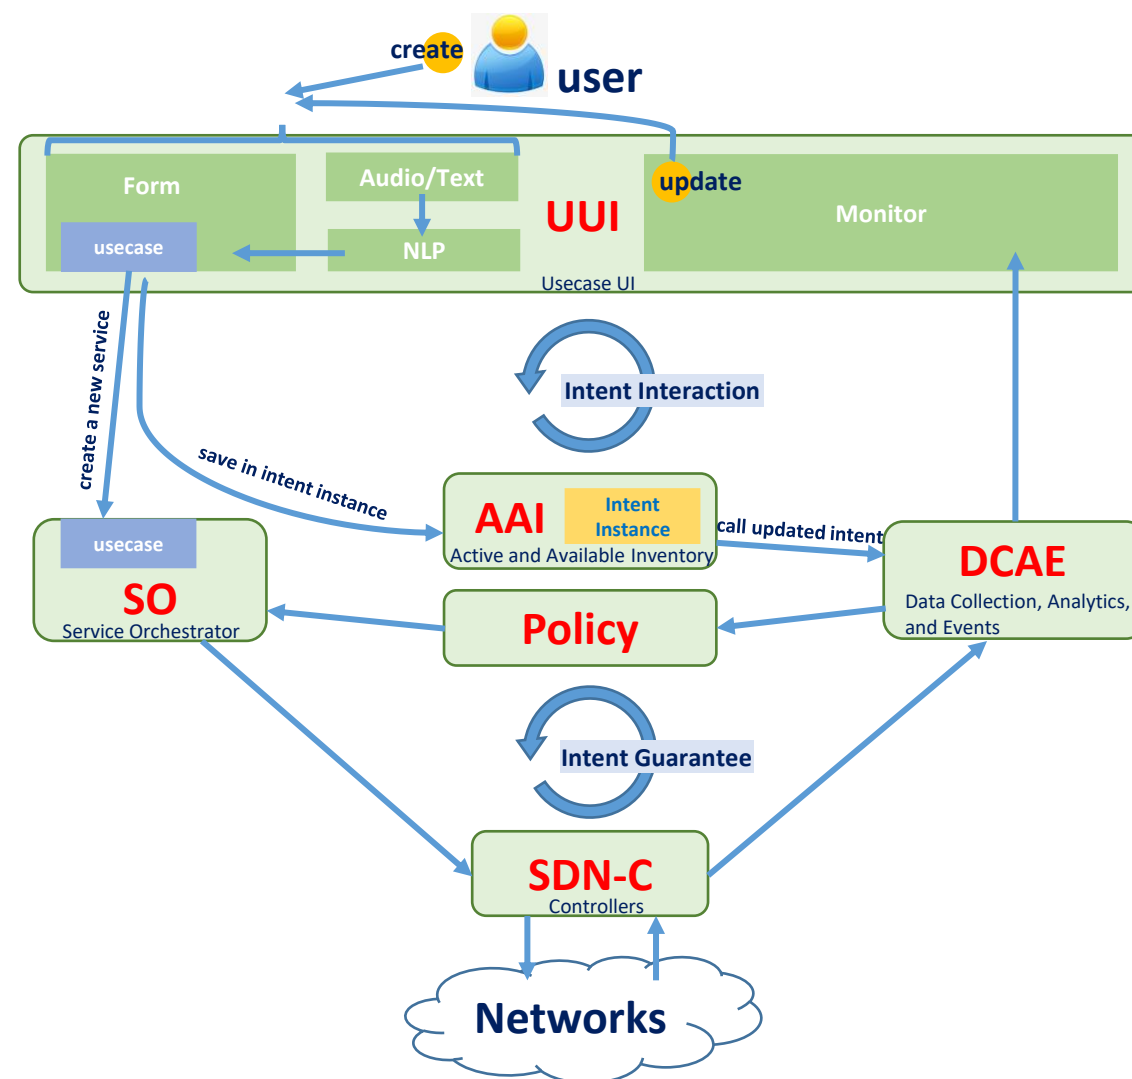 create
user
Form
Audio/Text
update
UUI
Monitor
usecase
NLP
Usecase UI
create a new service
save in intent instance
Intent Interaction
AAI
Intent
Instance
Active and Available Inventory
call updated intent
usecase
SO
Service Orchestrator
DCAE
Data Collection, Analytics,
and Events
Policy
Intent Guarantee
SDN-C
Controllers
Networks